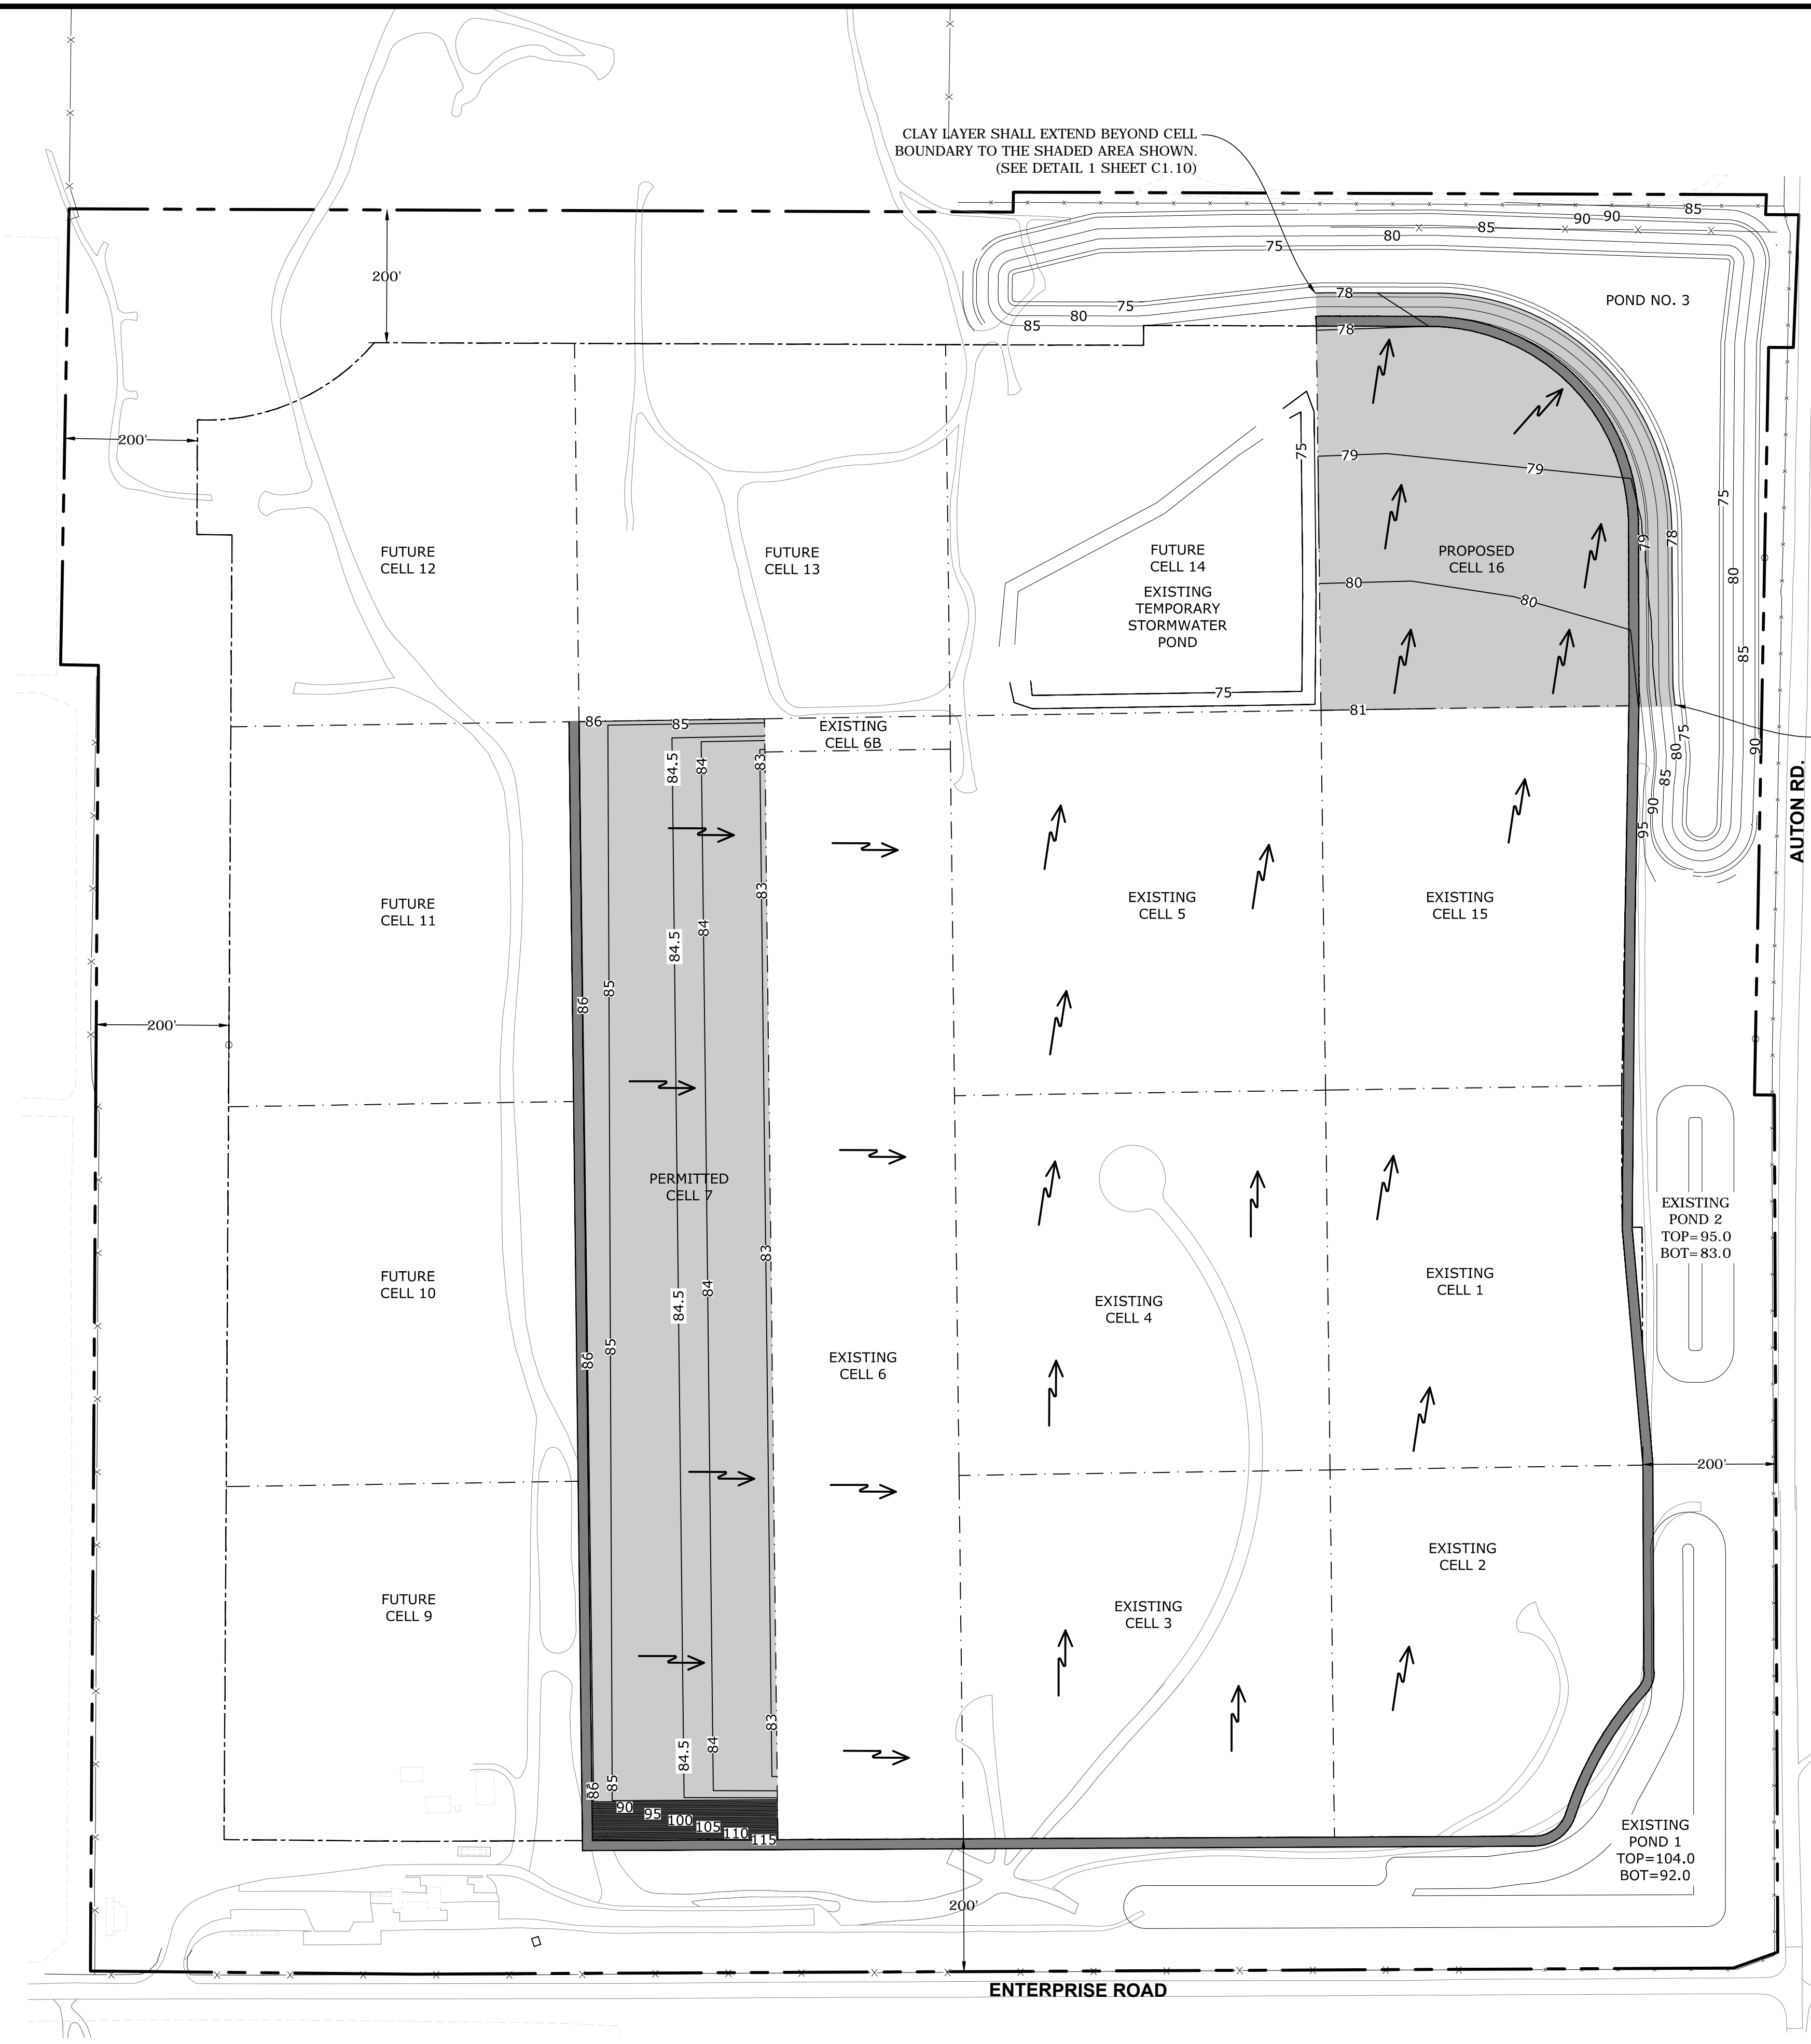 CLAY LAYER SHALL EXTEND BEYOND CELL
BOUNDARY TO THE SHADED AREA SHOWN.
(SEE DETAIL 1 SHEET C1.10)
85
90 90
85
80
75
200'
78
POND NO. 3
75
80
85
78
200'
75
79
79
75
FUTURE
CELL 12
FUTURE
CELL 13
FUTURE
CELL 14
EXISTING
TEMPORARY
STORMWATER
POND
PROPOSED
CELL 16
79
78
80
80
80
85
75
81
86
85
EXISTING
CELL 6B
75
80
85
90
95
90
AUTON RD.
84.5
84
83
83
FUTURE
CELL 11
EXISTING
CELL 5
EXISTING
CELL 15
84
84.5
85
86
200'
PERMITTED
CELL 7
EXISTING
POND 2
TOP=95.0
BOT=83.0
83
FUTURE
CELL 10
84
84.5
EXISTING
CELL 4
EXISTING
CELL 1
85
86
EXISTING
CELL 6
200'
EXISTING
CELL 2
FUTURE
CELL 9
EXISTING
CELL 3
83
84
84.5
85
86
90
95
100
105
110
115
EXISTING
POND 1
TOP=104.0
BOT=92.0
200'
ENTERPRISE ROAD